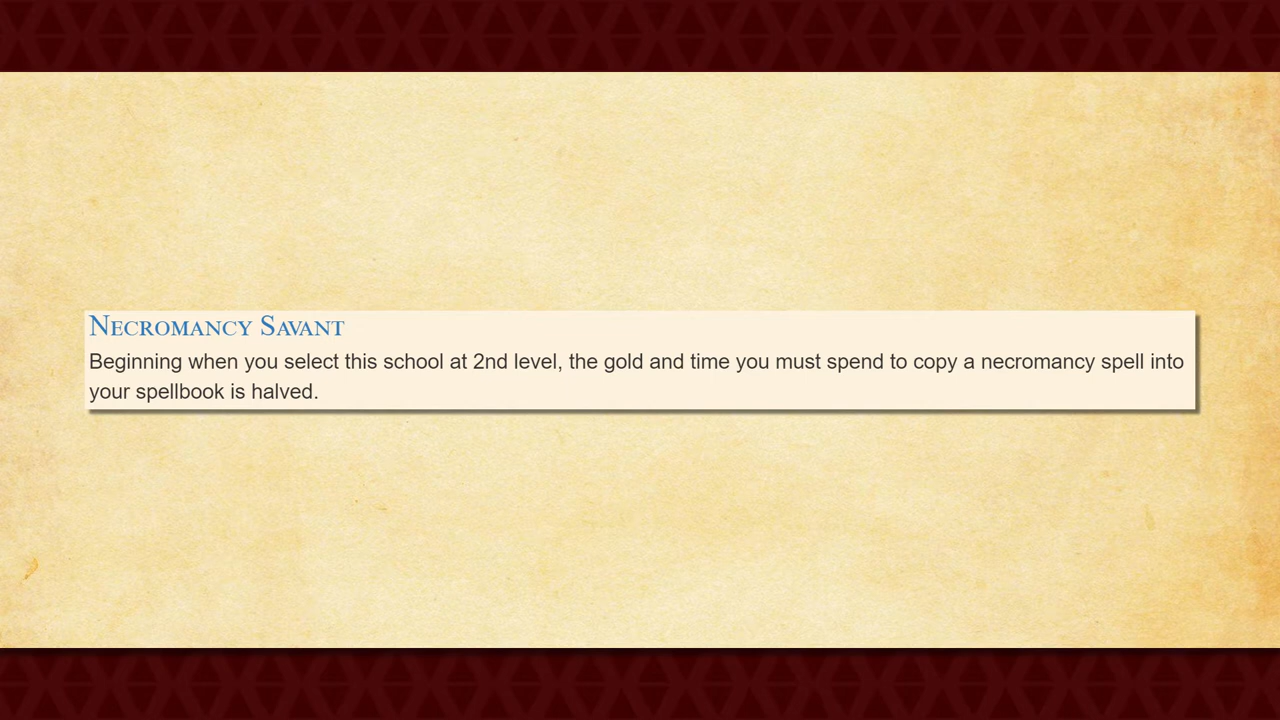 Necromancy Savant
Beginning when you select this school at 2nd level, the gold and time you must spend to copy a necromancy spell into
your spellbook is halved.